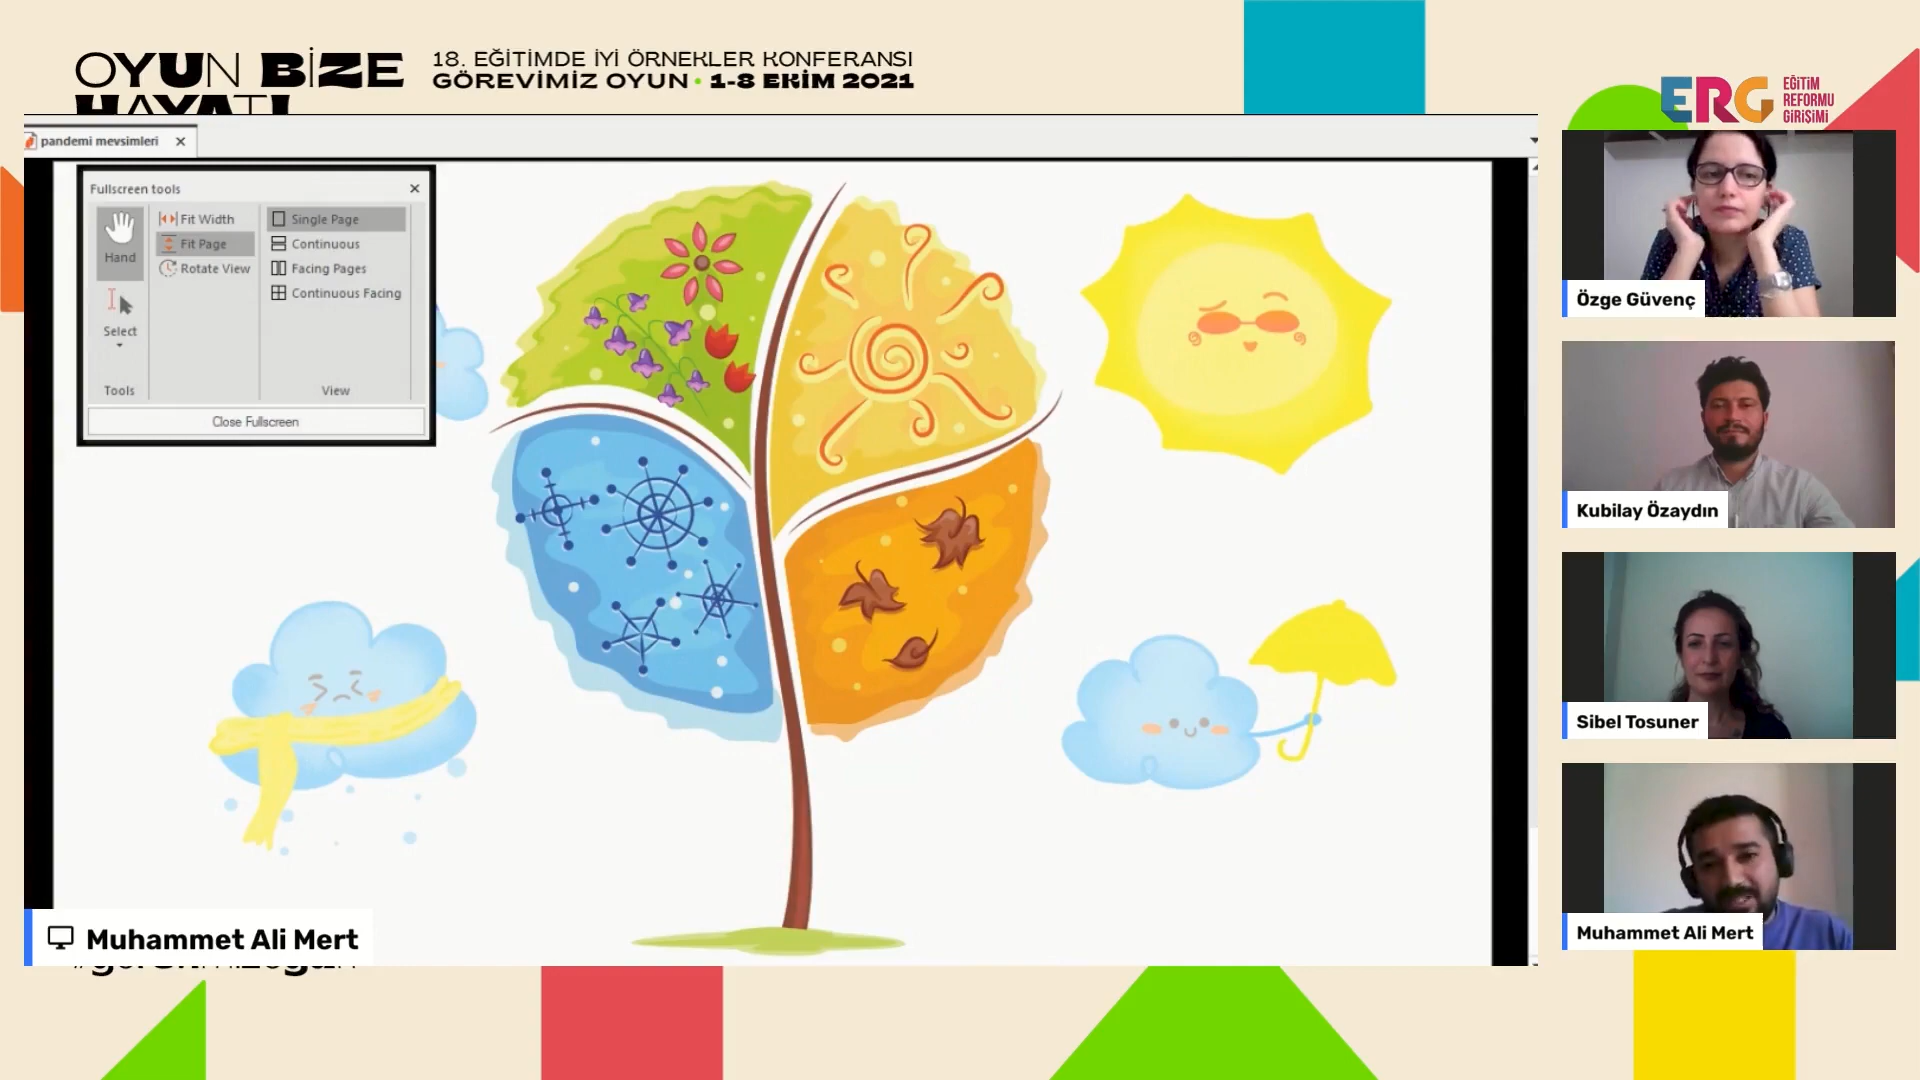 OYUN BİZE
HAYATI
18. EĞİTİMDE İYİ ÖRNEKLER KONFERANSI
GÖREVİMİZ OYUN • 1-8 EKİM 2021
ERG
EĞİTİM
REFORMU
GİRİŞİMİ
pandemi mevsimleri
Fullscreen tools
Hand
Select
Tools
Fit Width
Fit Page
Rotate View
Single Page
Continuous
Facing Pages
Continuous Facing
View
Close Fullscreen
Özge Güvenç
Kubilay Özaydın
Sibel Tosuner
Muhammet Ali Mert
Muhammet Ali Mert